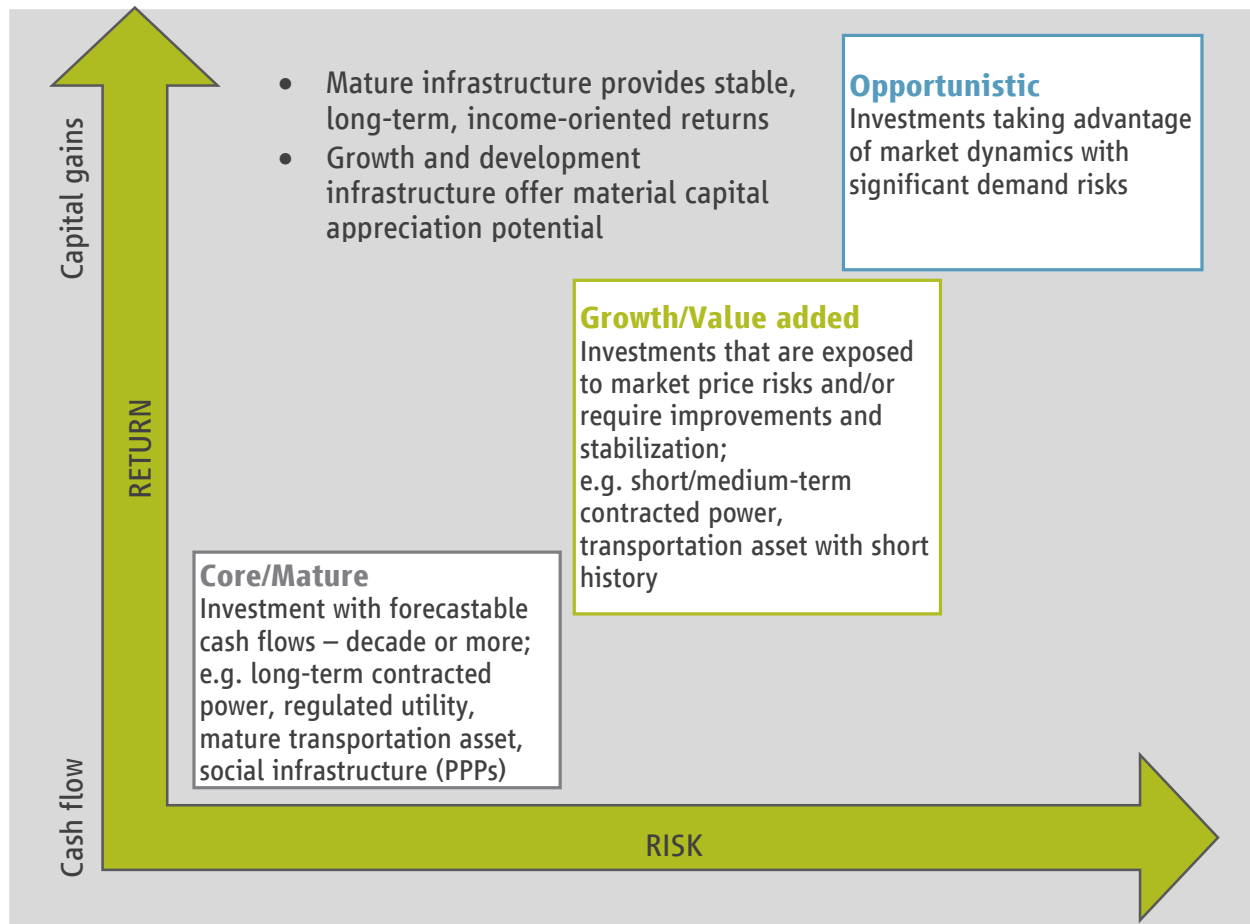 • Mature infrastructure provides stable,
long-term, income-oriented returns
• Growth and development
infrastructure offer material capital
appreciation potential
Opportunistic
Investments taking advantage
of market dynamics with
significant demand risks
Capital gains
Growth/Value added
Investments that are exposed
to market price risks and/or
require improvements and
stabilization;
e.g. short/medium-term
contracted power,
transportation asset with short
history
RETURN
Core/Mature
Investment with forecastable
cash flows – decade or more;
e.g. long-term contracted
power, regulated utility,
mature transportation asset,
social infrastructure (PPPs)
Cash flow
RISK